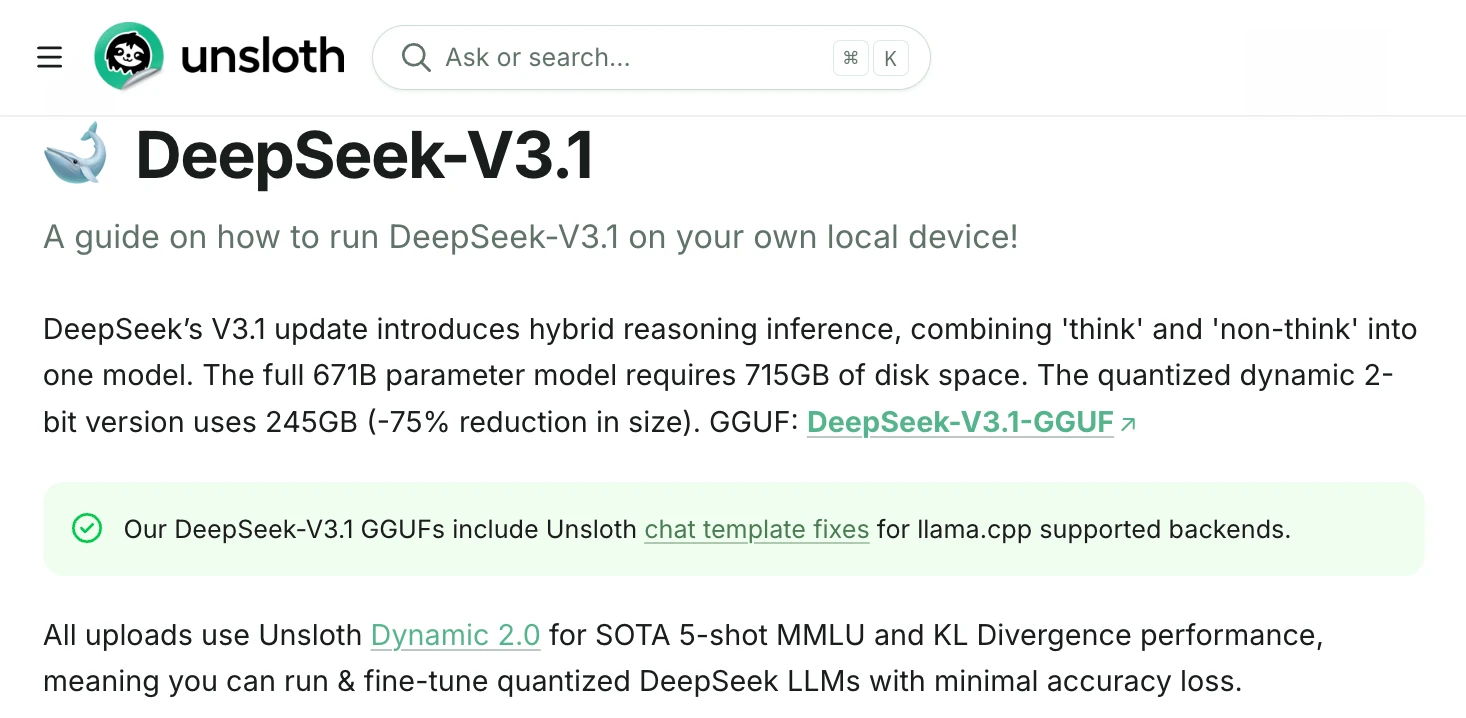 unsloth
Ask or search...
⌘ K
DeepSeek-V3.1
A guide on how to run DeepSeek-V3.1 on your own local device!
DeepSeek’s V3.1 update introduces hybrid reasoning inference, combining 'think' and 'non-think' into
one model. The full 671B parameter model requires 715GB of disk space. The quantized dynamic 2-
bit version uses 245GB (-75% reduction in size). GGUF: DeepSeek-V3.1-GGUF
Our DeepSeek-V3.1 GGUFs include Unsloth chat template fixes for llama.cpp supported backends.
All uploads use Unsloth Dynamic 2.0 for SOTA 5-shot MMLU and KL Divergence performance,
meaning you can run & fine-tune quantized DeepSeek LLMs with minimal accuracy loss.